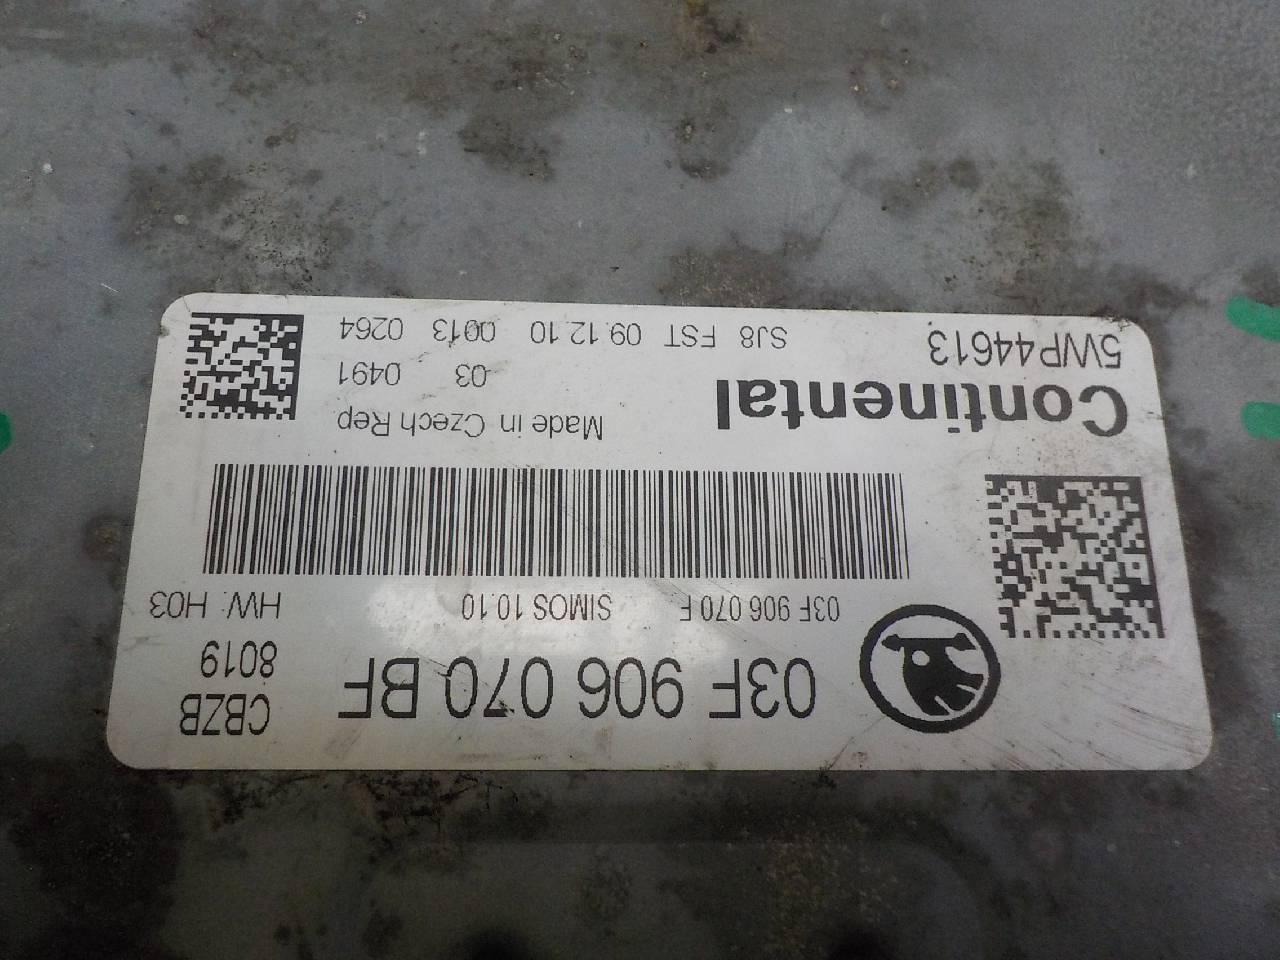 CBZB
03F 906 070 BF
8019
03F 906 070 F SIMOS 10.10 HW: H03
Continental
Made in Czech Rep
03 0491
5WP44613
SJ8 FST 09.12.10 0013 0264